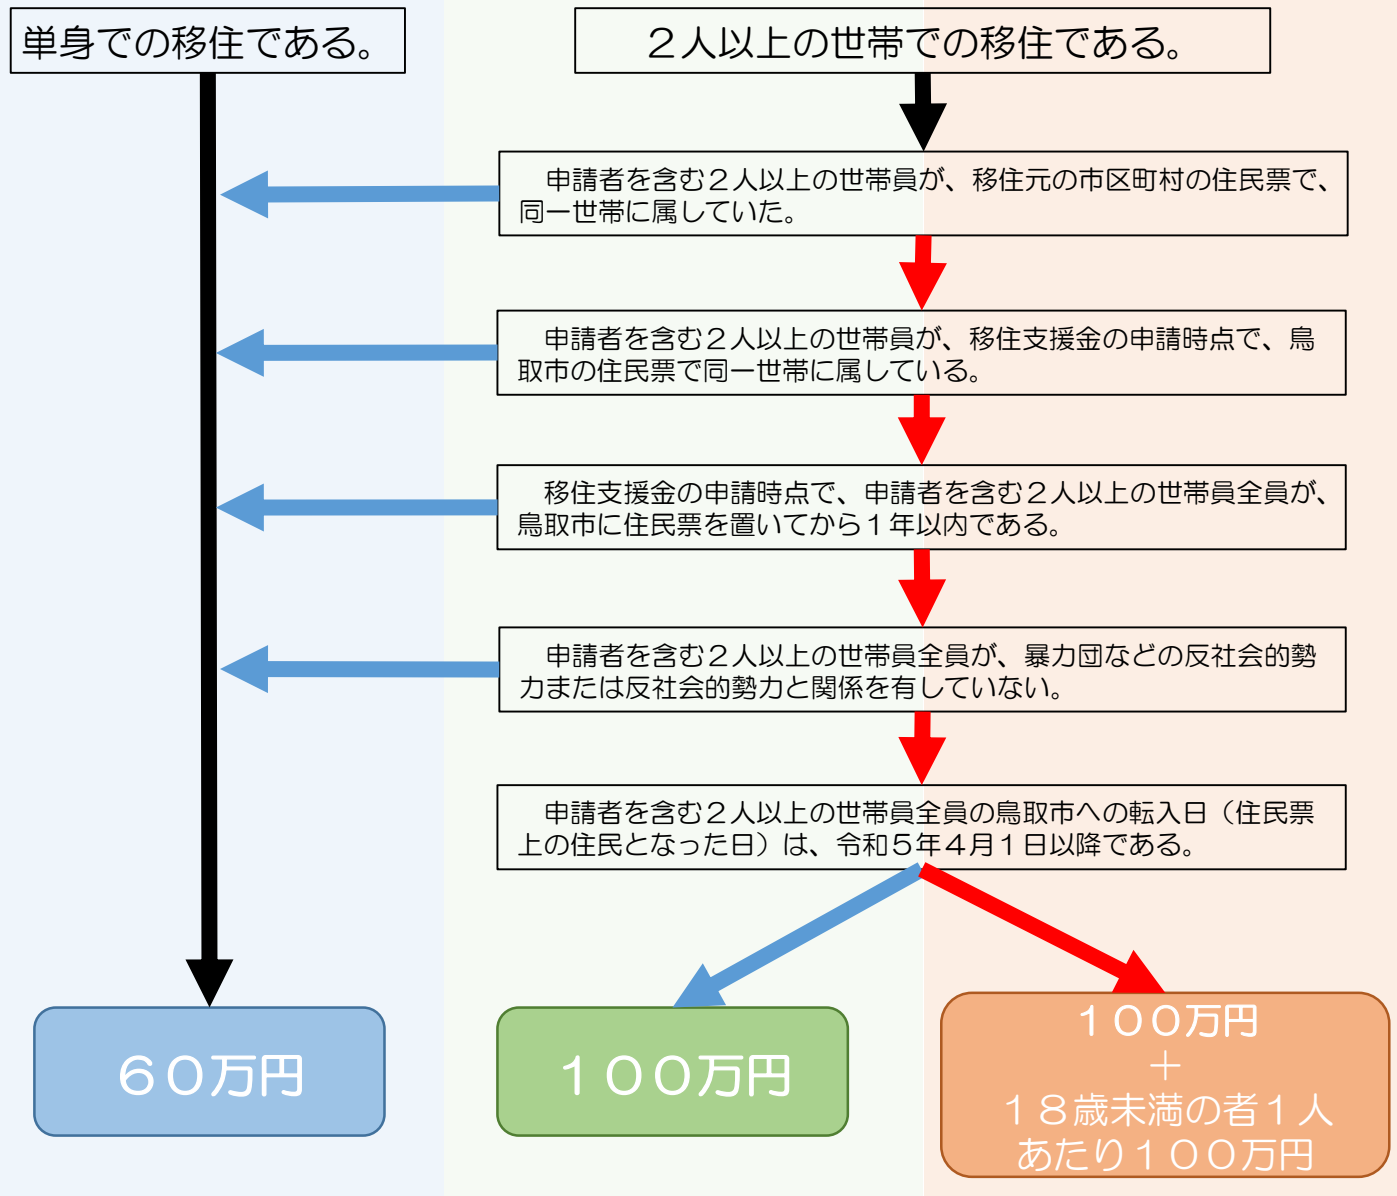 単身での移住である。
２人以上の世帯での移住である。
申請者を含む２人以上の世帯員が、移住元の市区町村の住民票で、
同一世帯に属していた。
申請者を含む２人以上の世帯員が、移住支援金の申請時点で、鳥
取市の住民票で同一世帯に属している。
移住支援金の申請時点で、申請者を含む２人以上の世帯員全員が、
鳥取市に住民票を置いてから１年以内である。
申請者を含む２人以上の世帯員全員が、暴力団などの反社会的勢
力または反社会的勢力と関係を有していない。
申請者を含む２人以上の世帯員全員の鳥取市への転入日（住民票
上の住民となった日）は、令和５年４月１日以降である。
６０万円
１００万円
１００万円
＋
１８歳未満の者１人
あたり１００万円